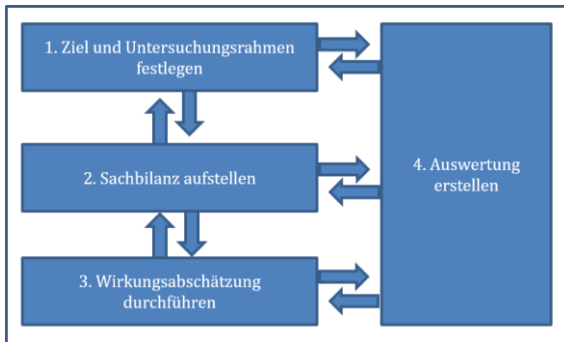 1. Ziel und Untersuchungsrahmen
festlegen
2. Sachbilanz aufstellen
3. Wirkungsabschätzung
durchführen
4. Auswertung
erstellen